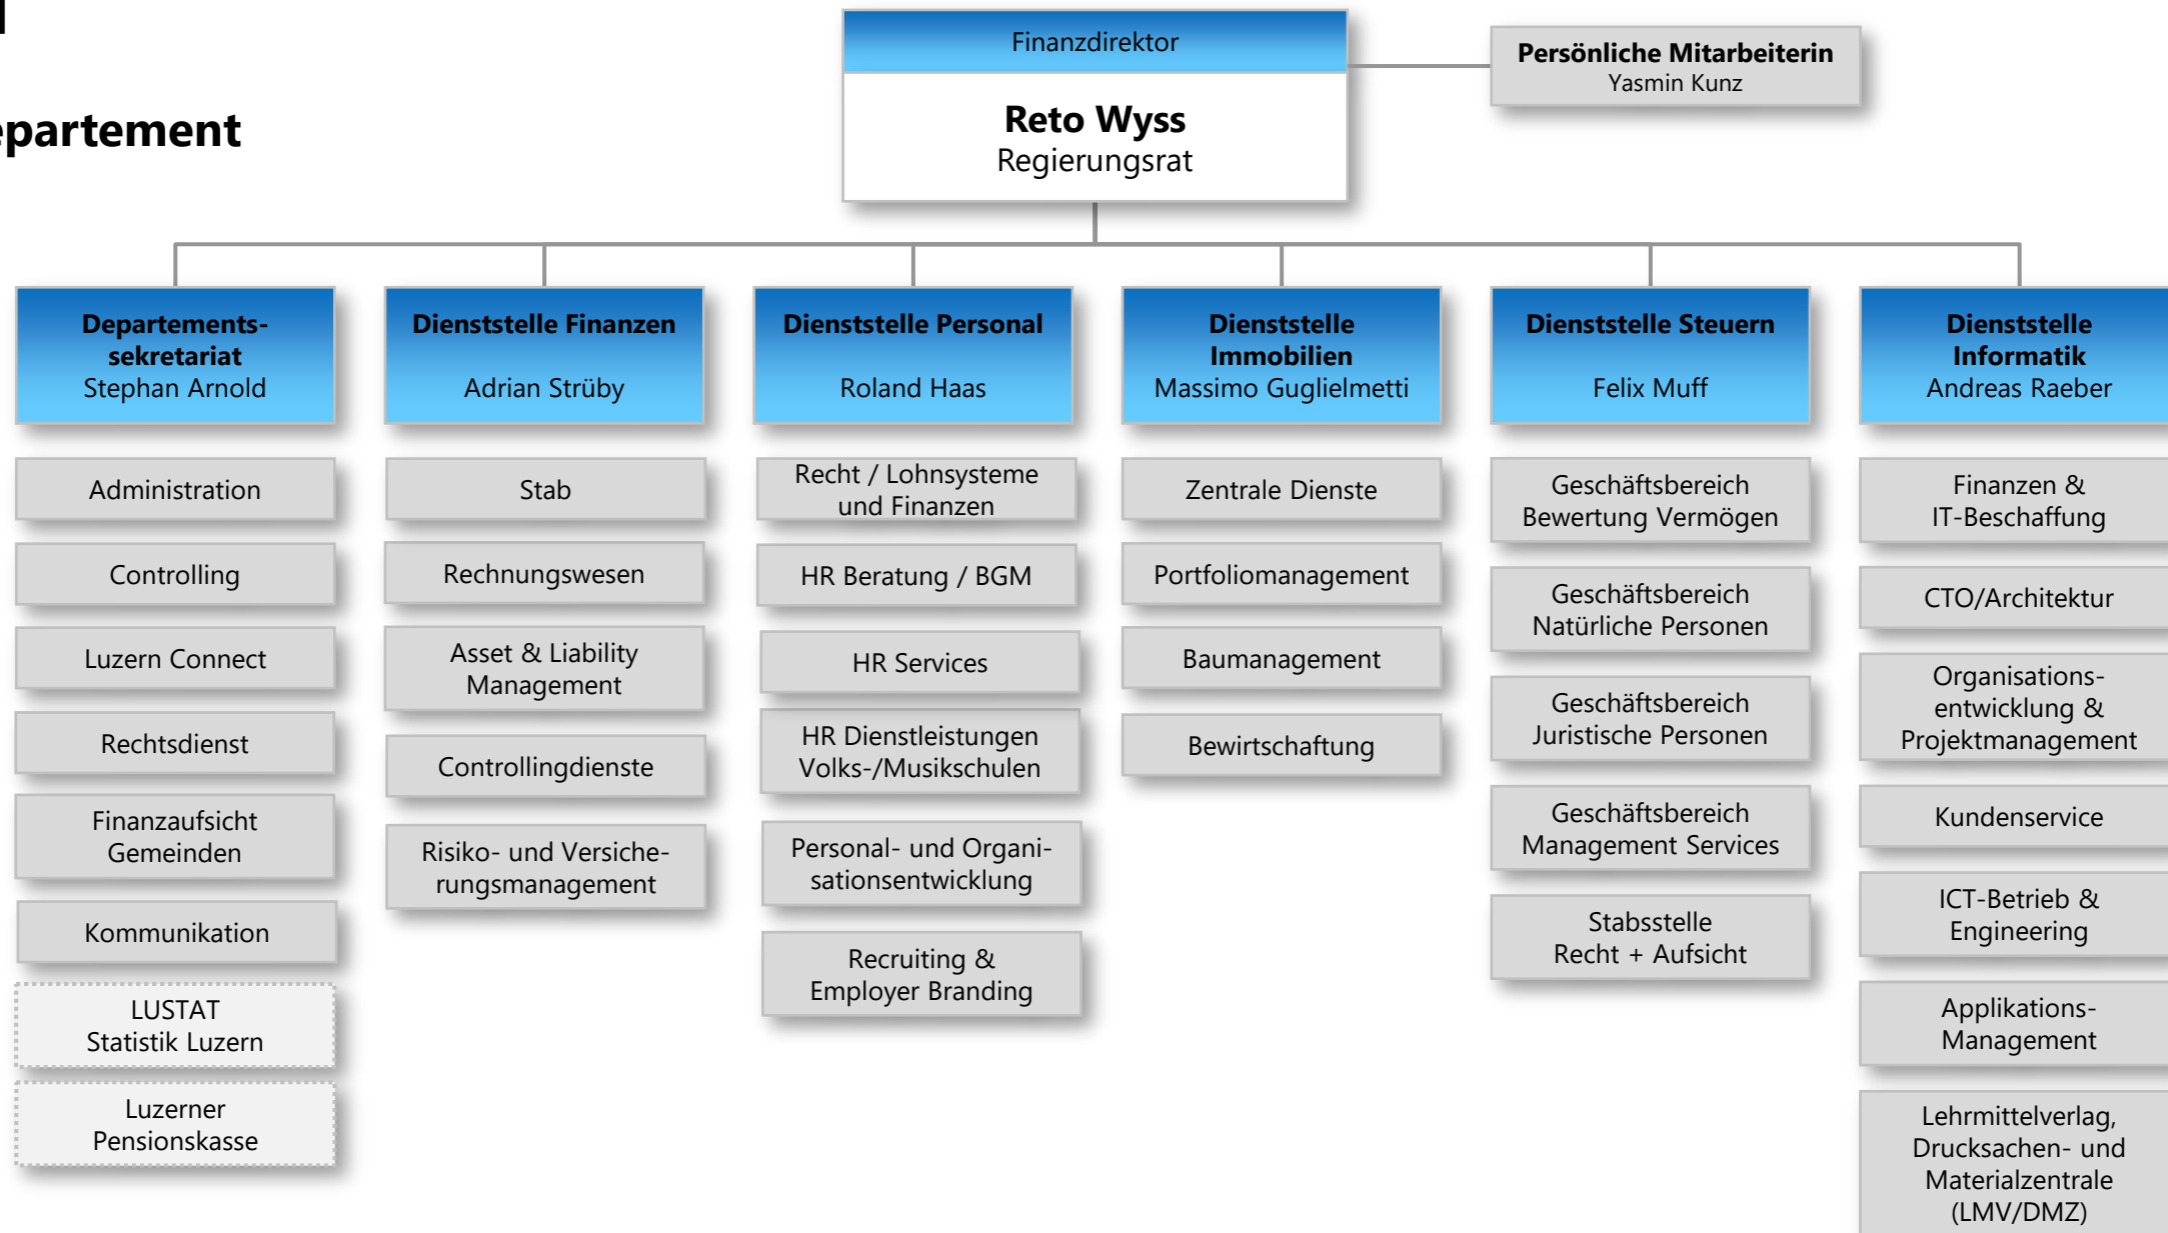 Finanzdirektor
Reto Wyss
Regierungsrat
Persönliche Mitarbeiterin
Yasmin Kunz
epartement
Departements-
sekretariat
Stephan Arnold
Administration
Controlling
Luzern Connect
Rechtsdienst
Finanzaufsicht
Gemeinden
Kommunikation
LUSTAT
Statistik Luzern
Luzerner
Pensionskasse
Dienststelle Finanzen
Adrian Strüby
Stab
Rechnungswesen
Asset & Liability
Management
Controllingdienste
Risiko- und Versiche-
rungsmanagement
Dienststelle Personal
Roland Haas
Recht / Lohnsysteme
und Finanzen
HR Beratung / BGM
HR Services
HR Dienstleistungen
Volks-/Musikschulen
Personal- und Organi-
sationsentwicklung
Recruiting &
Employer Branding
Dienststelle
Immobilien
Massimo Guglielmetti
Zentrale Dienste
Portfoliomanagement
Baumanagement
Bewirtschaftung
Dienststelle Steuern
Felix Muff
Geschäftsbereich
Bewertung Vermögen
Geschäftsbereich
Natürliche Personen
Geschäftsbereich
Juristische Personen
Geschäftsbereich
Management Services
Stabsstelle
Recht + Aufsicht
Dienststelle
Informatik
Andreas Raeber
Finanzen &
IT-Beschaffung
CTO/Architektur
Organisations-
entwicklung &
Projektmanagement
Kundenservice
ICT-Betrieb &
Engineering
Applikations-
Management
Lehrmittelverlag,
Drucksachen- und
Materialzentrale
(LMV/DMZ)